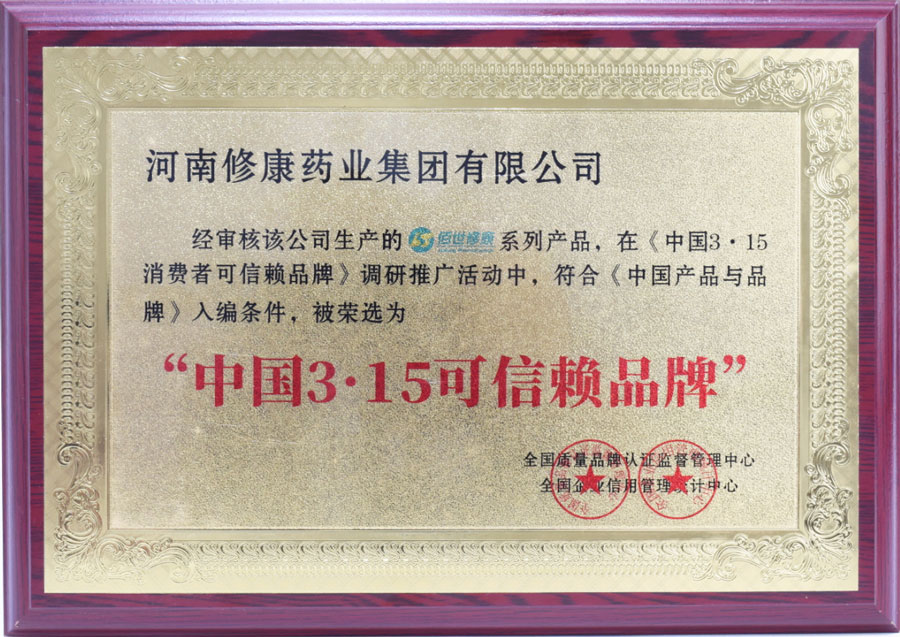 河南修康药业集团有限公司
经审核该公司生产的佰世修康系列产品，在《中国3·15
消费者可信赖品牌》调研推广活动中，符合《中国产品与品
牌》入编条件，被荣选为
“中国3·15可信赖品牌”
全国质量品牌认证监督管理中心
全国企业信用管理统计中心